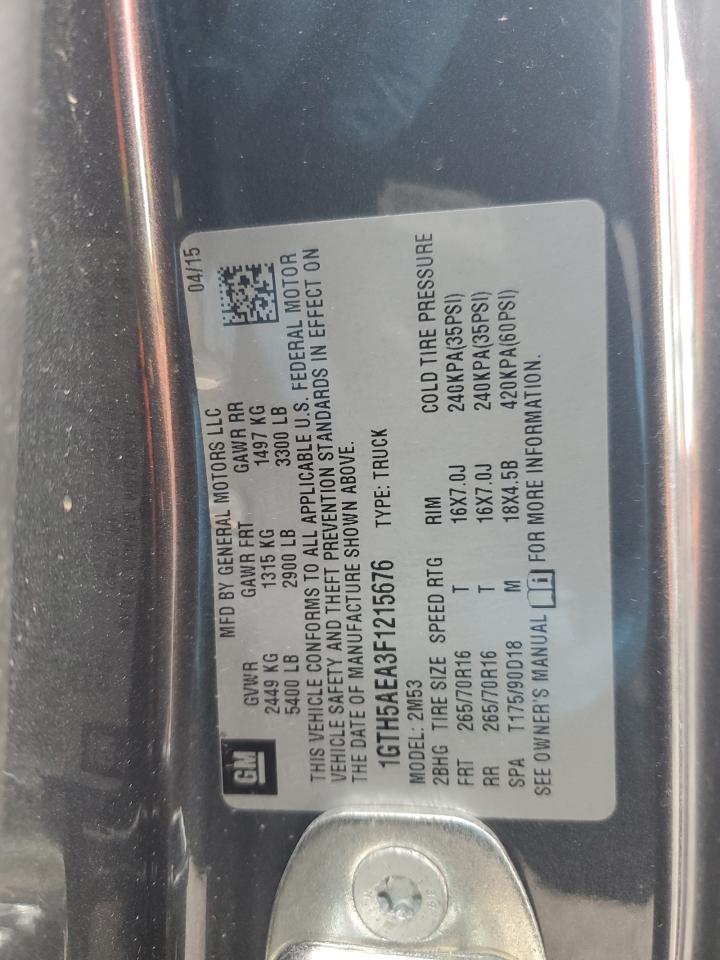 GM
MFD BY GENERAL MOTORS LLC 04/15
GVWR GAWR FRT GAWR RR
2449 KG 1315 KG 1497 KG
5400 LB 2900 LB 3300 LB
THIS VEHICLE CONFORMS TO ALL APPLICABLE U.S. FEDERAL MOTOR
VEHICLE SAFETY AND THEFT PREVENTION STANDARDS IN EFFECT ON
THE DATE OF MANUFACTURE SHOWN ABOVE.
1GTH5AEA3F1215676 TYPE: TRUCK
MODEL: 2M53
2BHG TIRE SIZE SPEED RTG RIM COLD TIRE PRESSURE
FRT 265/70R16 T 16X7.0J 240KPA(35PSI)
RR 265/70R16 T 16X7.0J 240KPA(35PSI)
SPA T175/90D18 M 18X4.5B 420KPA(60PSI)
SEE OWNER'S MANUAL FOR MORE INFORMATION.